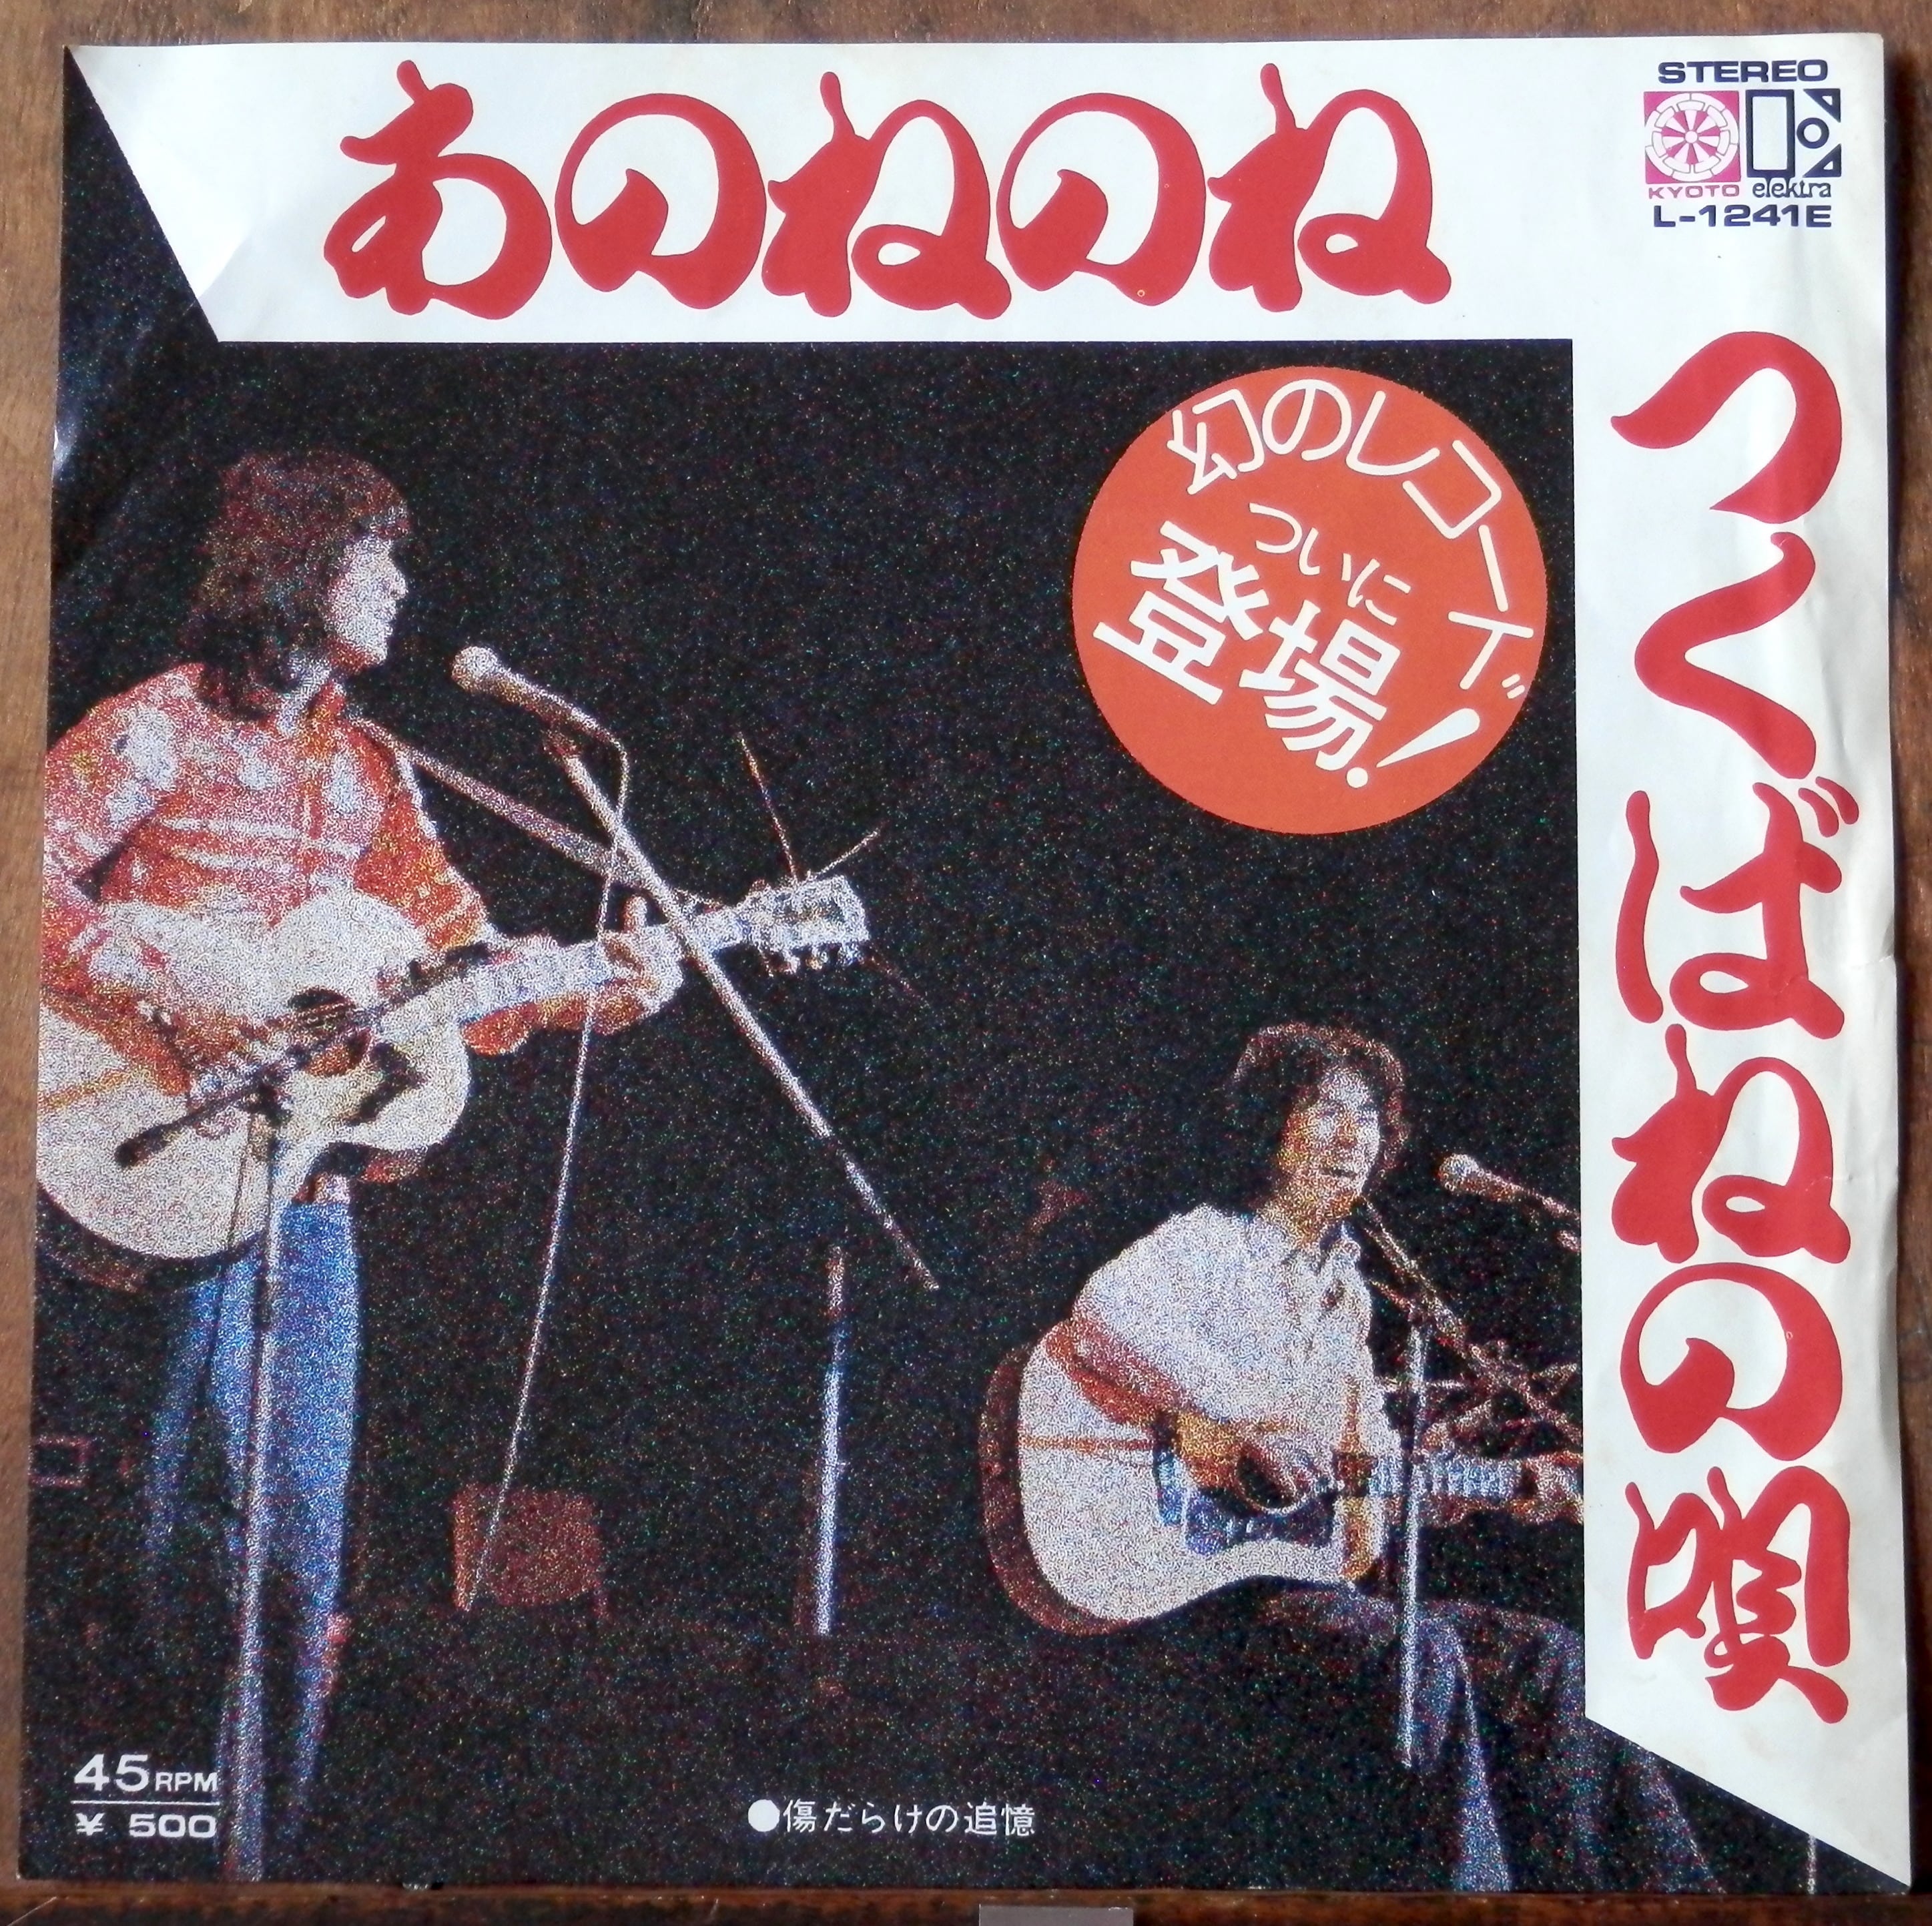 あのねのね
STEREO
KYOTO elektra
L-1241E
つくばねの唄
幻のレコード
ついに
登場!
45RPM
¥ 500
●傷だらけの追憶